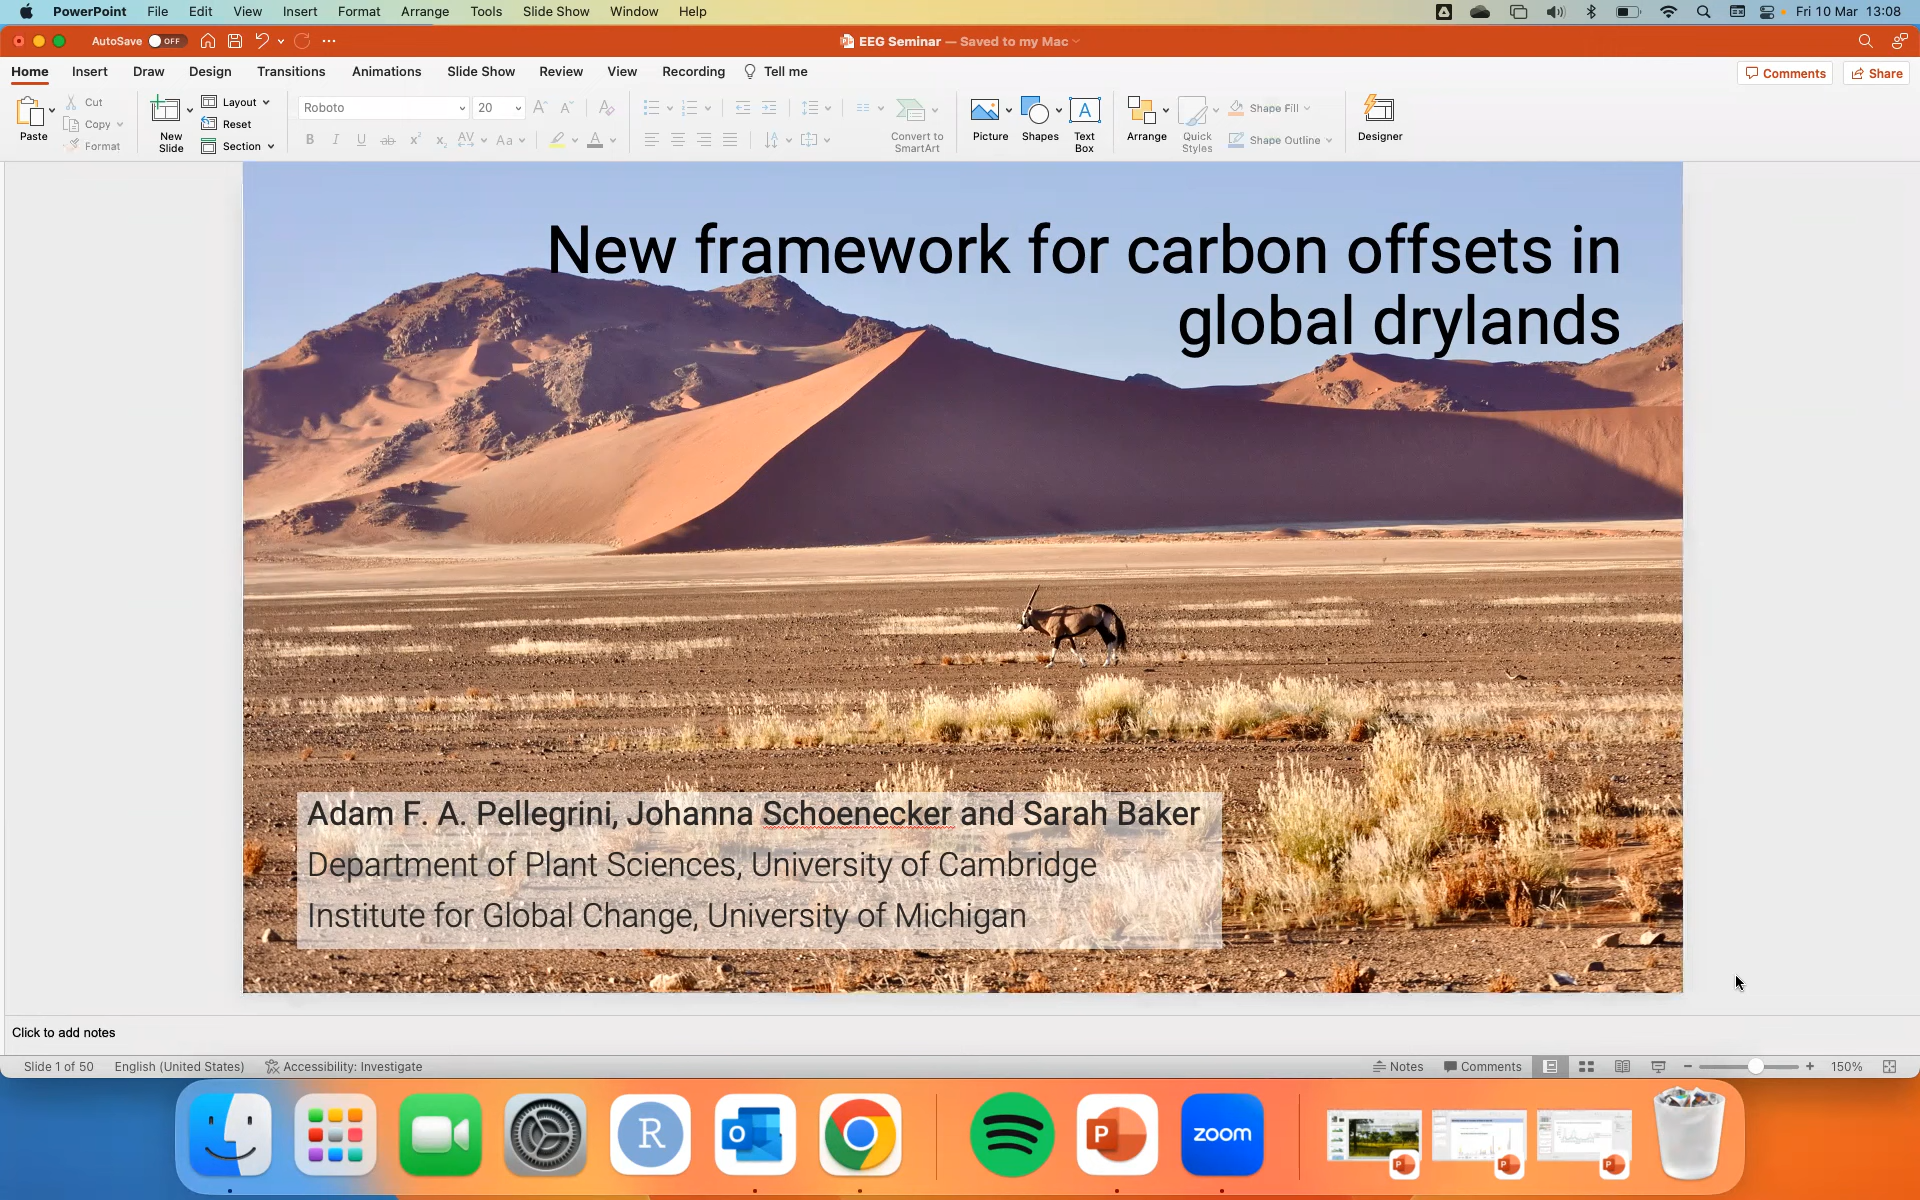 PowerPoint File Edit View Insert Format Arrange Tools Slide Show Window Help Fri 10 Mar 13:08
AutoSave OFF EEG Seminar — Saved to my Mac
Home Insert Draw Design Transitions Animations Slide Show Review View Recording Tell me Comments Share
Paste Cut Copy Format
New Slide Layout Reset Section
Roboto 20
B I U ab x² x₂ AV Aa A
Convert to SmartArt
Picture Shapes Text Box
Arrange Quick Styles Shape Fill Shape Outline
Designer
New framework for carbon offsets in
global drylands
Adam F. A. Pellegrini, Johanna Schoenecker and Sarah Baker
Department of Plant Sciences, University of Cambridge
Institute for Global Change, University of Michigan
Click to add notes
Slide 1 of 50 English (United States) Accessibility: Investigate Notes Comments 150%
R O P zoom